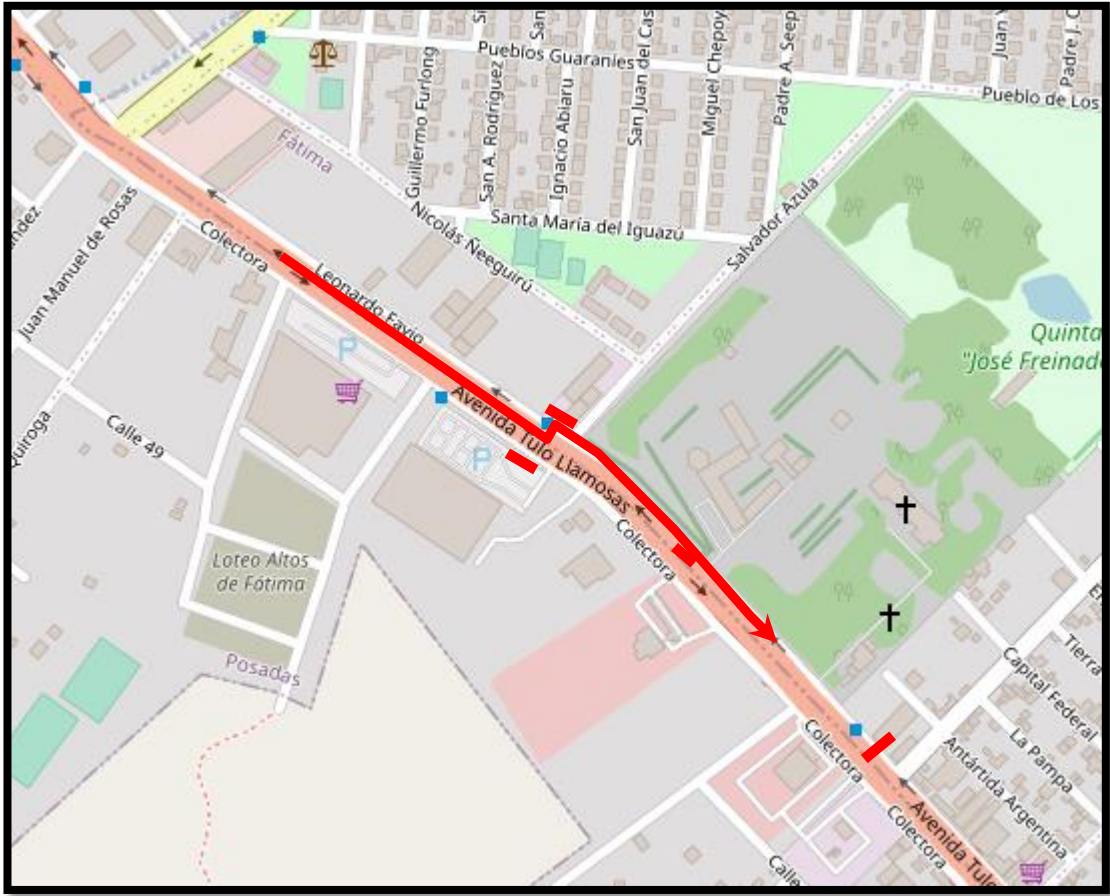 Pueblos Guaraníes
San Juan del Cas
Miguel Chepoy
Padre A. Seep
Juan
Padre J. C
Pueblo de Los
Guillermo Furlong
San A. Rodríguez
Ignacio Abiaru
San
Fátima
Nicolás Ñeeguirú
Santa María del Iguazú
Salvador Azula
Juan Manuel de Rosas
ndez
Colectora
Leonardo Favio
P
Quinta
"José Freinad
Quiroga
Calle 49
Avenida Tulo Llamosas
P
Colectora
Loteo Altos
de Fátima
Posadas
Tierra
Capital Federal
La Pampa
Antártida Argentina
Colectora
Colectora
Avenida Tul
Calle